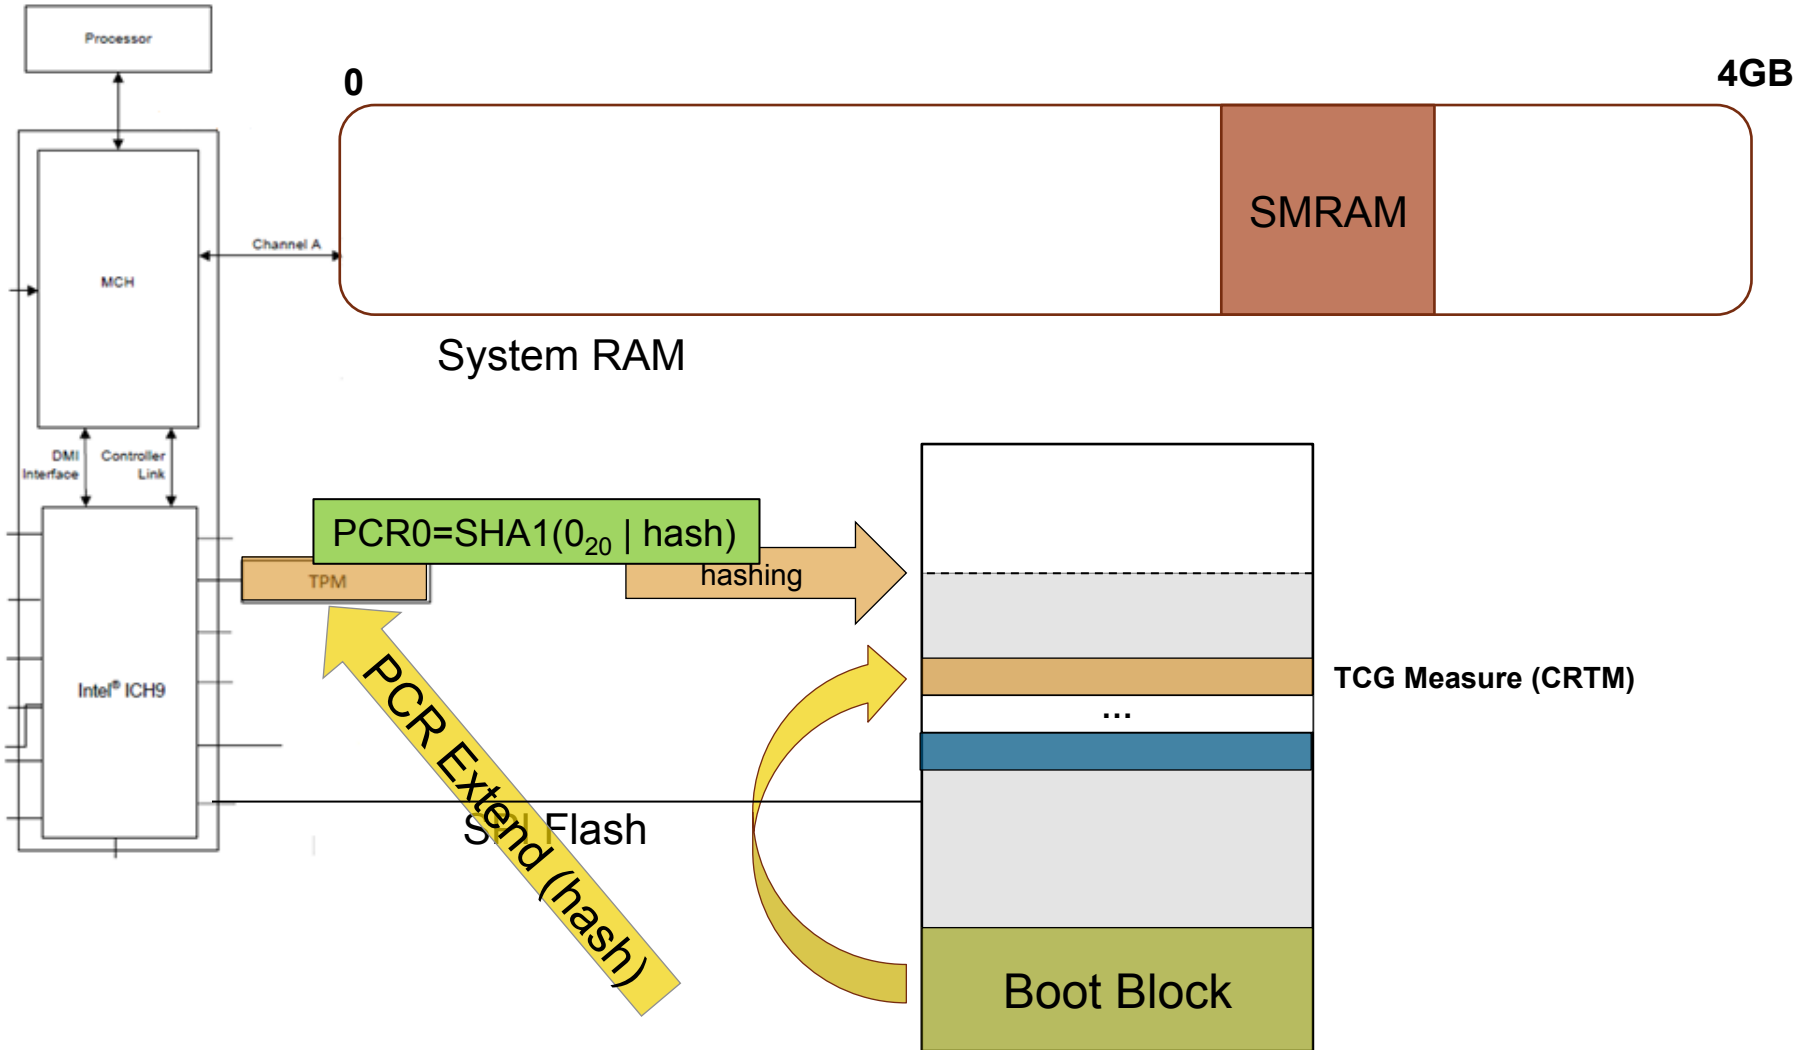 Processor
0
4GB
SMRAM
Channel A
MCH
System RAM
DMI
Interface
Controller
Link
PCR0=SHA1(0₂₀ | hash)
TPM
hashing
TCG Measure (CRTM)
Intel® ICH9
...
PCR Extend (hash)
SPI Flash
Boot Block